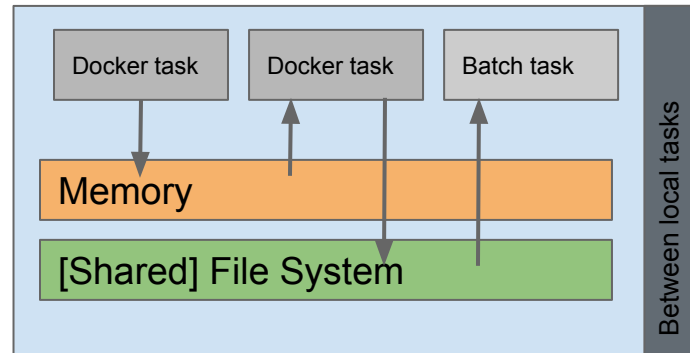 Docker task
Docker task
Batch task
Memory
[Shared] File System
Between local tasks